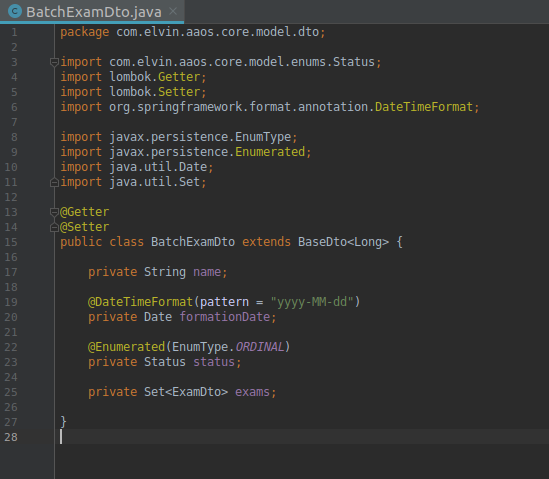 BatchExamDto.java
1 package com.elvin.aaos.core.model.dto;
2
3 import com.elvin.aaos.core.model.enums.Status;
4 import lombok.Getter;
5 import lombok.Setter;
6 import org.springframework.format.annotation.DateTimeFormat;
7
8 import javax.persistence.EnumType;
9 import javax.persistence.Enumerated;
10 import java.util.Date;
11 import java.util.Set;
12
13 @Getter
14 @Setter
15 public class BatchExamDto extends BaseDto<Long> {
16
17     private String name;
18
19     @DateTimeFormat(pattern = "yyyy-MM-dd")
20     private Date formationDate;
21
22     @Enumerated(EnumType.ORDINAL)
23     private Status status;
24
25     private Set<ExamDto> exams;
26
27 }
28